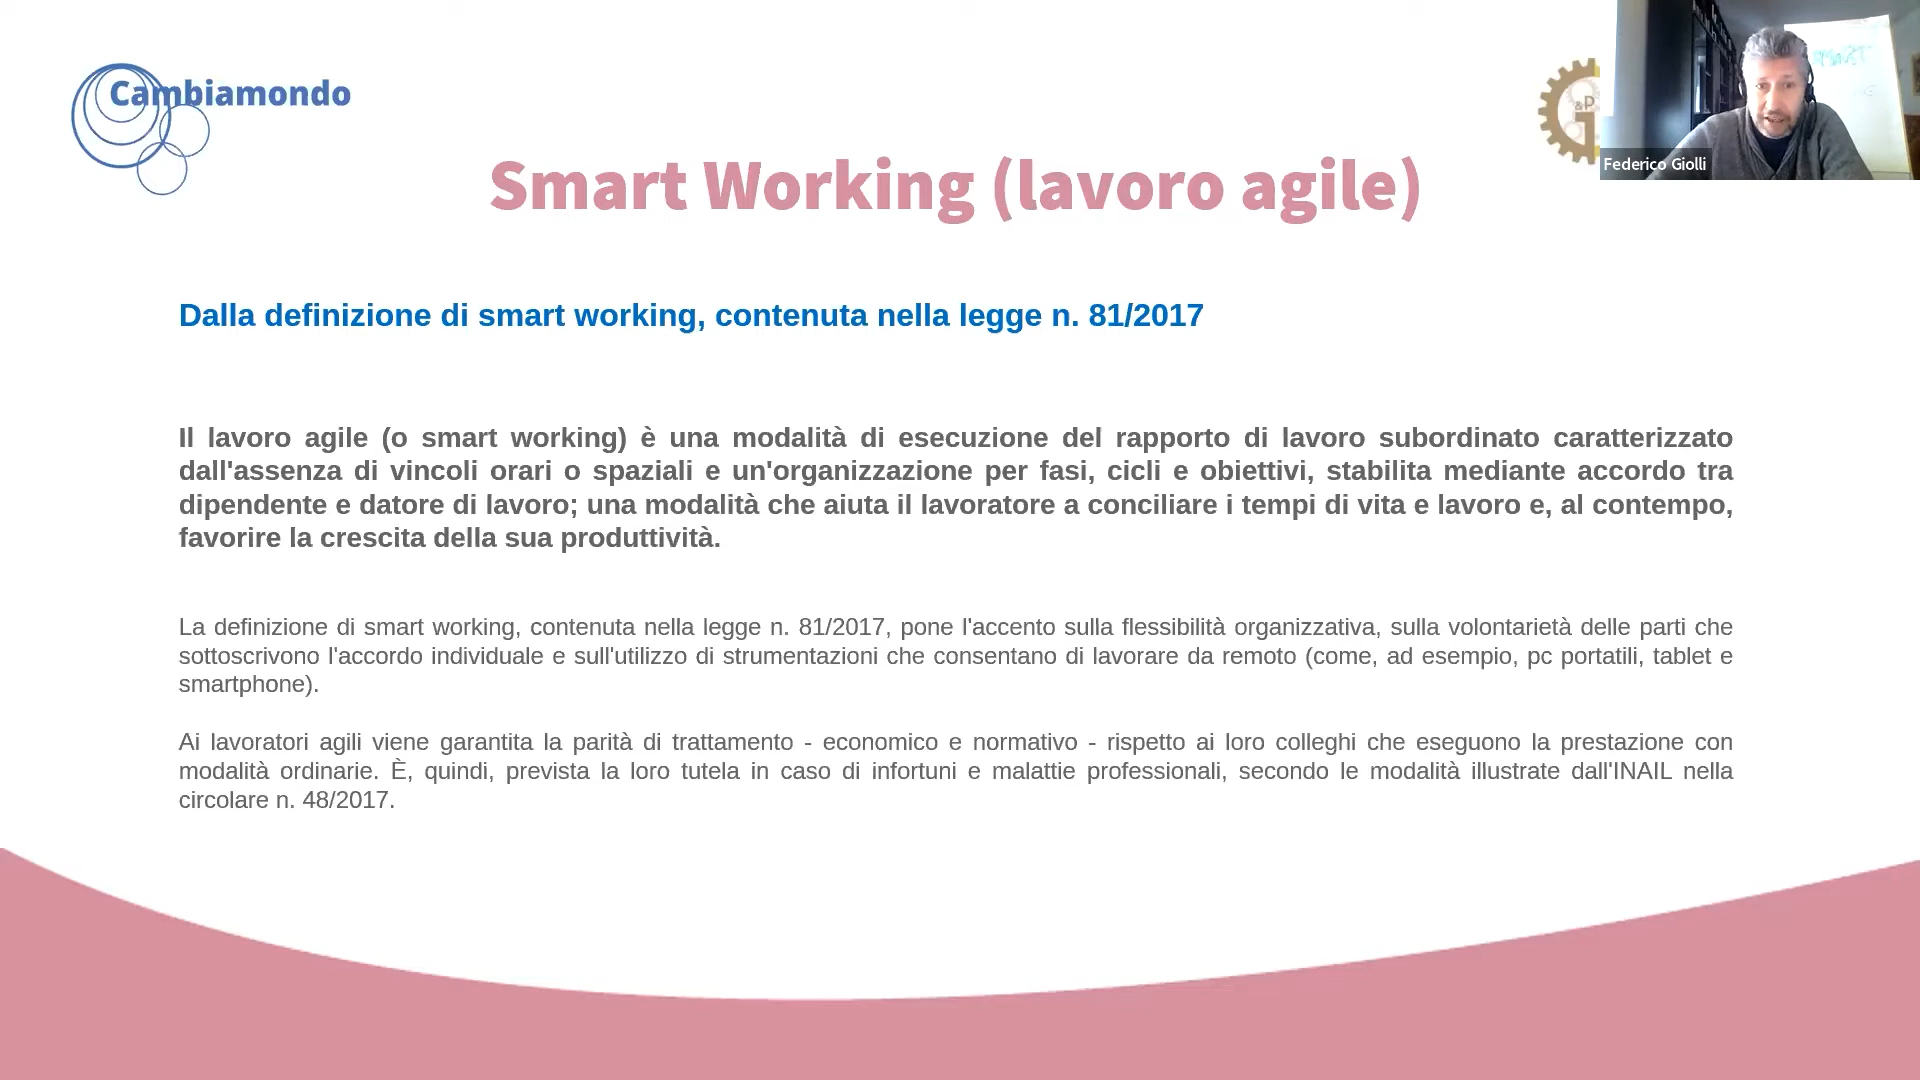 Cambiamondo
&P
Federico Giolli
Smart Working (lavoro agile)
Dalla definizione di smart working, contenuta nella legge n. 81/2017
Il lavoro agile (o smart working) è una modalità di esecuzione del rapporto di lavoro subordinato caratterizzato
dall'assenza di vincoli orari o spaziali e un'organizzazione per fasi, cicli e obiettivi, stabilita mediante accordo tra
dipendente e datore di lavoro; una modalità che aiuta il lavoratore a conciliare i tempi di vita e lavoro e, al contempo,
favorire la crescita della sua produttività.
La definizione di smart working, contenuta nella legge n. 81/2017, pone l'accento sulla flessibilità organizzativa, sulla volontarietà delle parti che
sottoscrivono l'accordo individuale e sull'utilizzo di strumentazioni che consentano di lavorare da remoto (come, ad esempio, pc portatili, tablet e
smartphone).
Ai lavoratori agili viene garantita la parità di trattamento - economico e normativo - rispetto ai loro colleghi che eseguono la prestazione con
modalità ordinarie. È, quindi, prevista la loro tutela in caso di infortuni e malattie professionali, secondo le modalità illustrate dall'INAIL nella
circolare n. 48/2017.